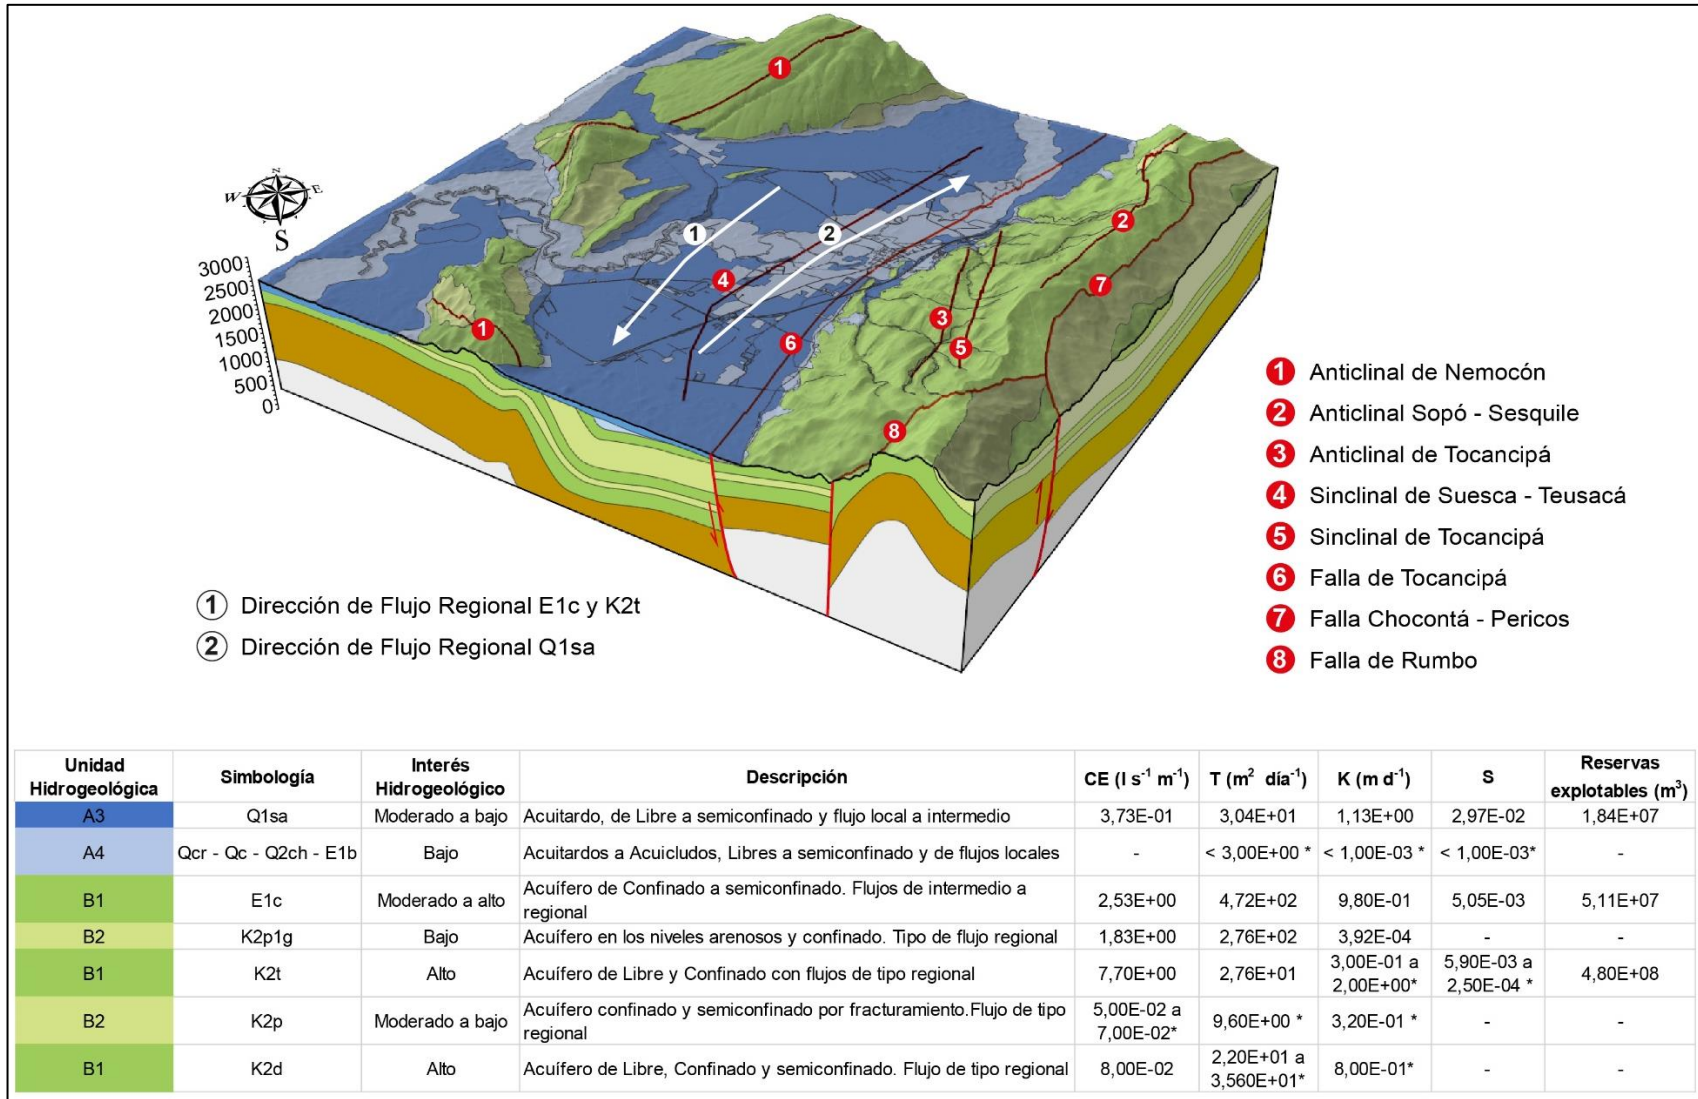 1
N
W
E
S
2
3000
2500
2000
1500
1000
500
0
1
2
4
7
3
1
6
5
8
1 Anticlinal de Nemocón
2 Anticlinal Sopó - Sesquile
3 Anticlinal de Tocancipá
4 Sinclinal de Suesca - Teusacá
5 Sinclinal de Tocancipá
6 Falla de Tocancipá
7 Falla Chocontá - Pericos
8 Falla de Rumbo
1 Dirección de Flujo Regional E1c y K2t
2 Dirección de Flujo Regional Q1sa
Unidad Hidrogeológica Simbología Interés Hidrogeológico Descripción CE (l s⁻¹ m⁻¹) T (m² día⁻¹) K (m d⁻¹) S Reservas explotables (m³)
A3 Q1sa Moderado a bajo Acuitardo, de Libre a semiconfinado y flujo local a intermedio 3,73E-01 3,04E+01 1,13E+00 2,97E-02 1,84E+07
A4 Qcr - Qc - Q2ch - E1b Bajo Acuitardos a Acuicludos, Libres a semiconfinado y de flujos locales - < 3,00E+00 * < 1,00E-03 * < 1,00E-03* -
B1 E1c Moderado a alto Acuífero de Confinado a semiconfinado. Flujos de intermedio a regional 2,53E+00 4,72E+02 9,80E-01 5,05E-03 5,11E+07
B2 K2p1g Bajo Acuífero en los niveles arenosos y confinado. Tipo de flujo regional 1,83E+00 2,76E+02 3,92E-04 - -
B1 K2t Alto Acuífero de Libre y Confinado con flujos de tipo regional 7,70E+00 2,76E+01 3,00E-01 a 2,00E+00* 5,90E-03 a 2,50E-04 * 4,80E+08
B2 K2p Moderado a bajo Acuífero confinado y semiconfinado por fracturamiento.Flujo de tipo regional 5,00E-02 a 7,00E-02* 9,60E+00 * 3,20E-01 * - -
B1 K2d Alto Acuífero de Libre, Confinado y semiconfinado. Flujo de tipo regional 8,00E-02 2,20E+01 a 3,560E+01* 8,00E-01* - -